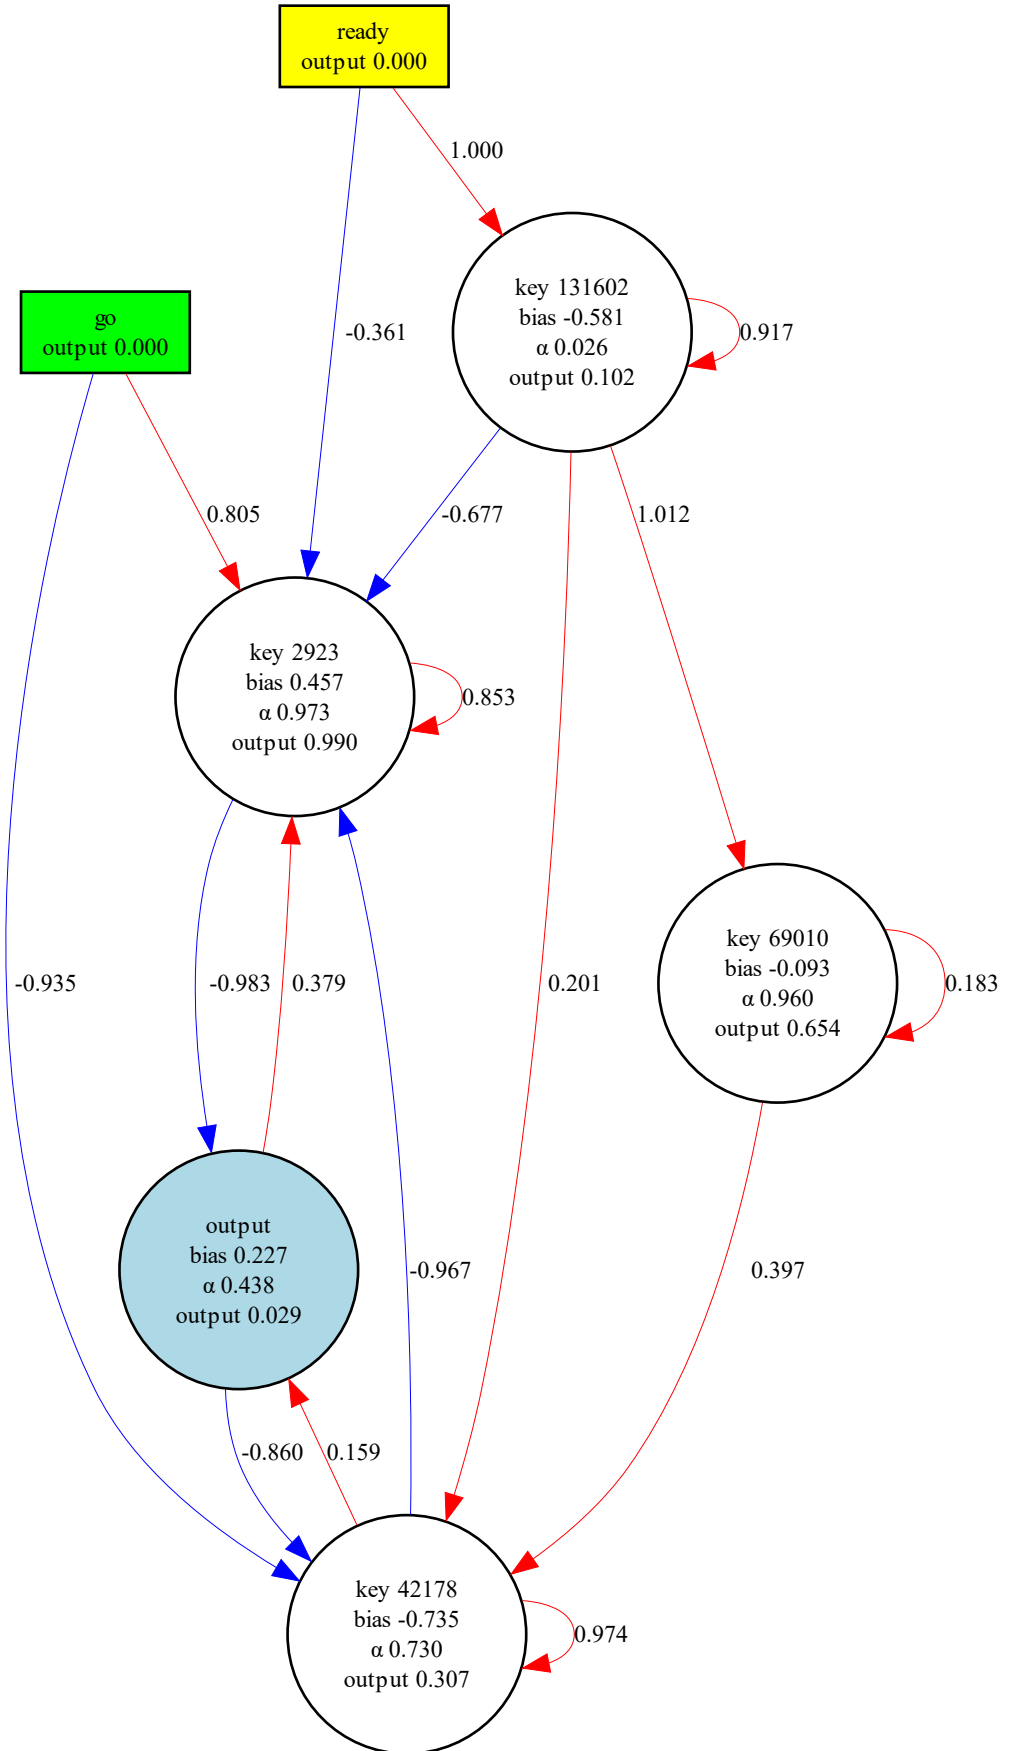 ready
output 0.000
1.000
key 131602
bias -0.581
α 0.026
output 0.102
0.917
-0.361
go
output 0.000
0.805
-0.677
1.012
key 2923
bias 0.457
α 0.973
output 0.990
0.853
-0.935
-0.983
0.379
0.201
key 69010
bias -0.093
α 0.960
output 0.654
0.183
output
bias 0.227
α 0.438
output 0.029
-0.967
0.397
-0.860
0.159
key 42178
bias -0.735
α 0.730
output 0.307
0.974